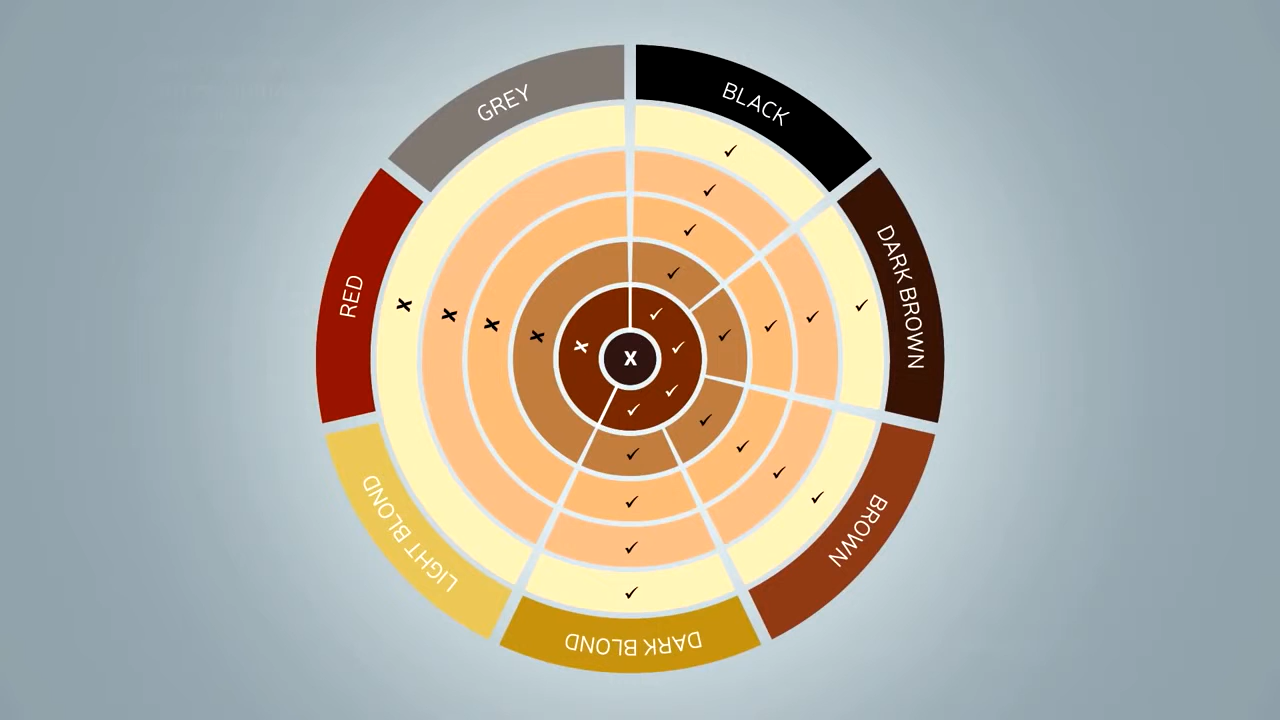 GREY
BLACK
RED
DARK BROWN
X
LIGHT BLOND
BROWN
DARK BLOND